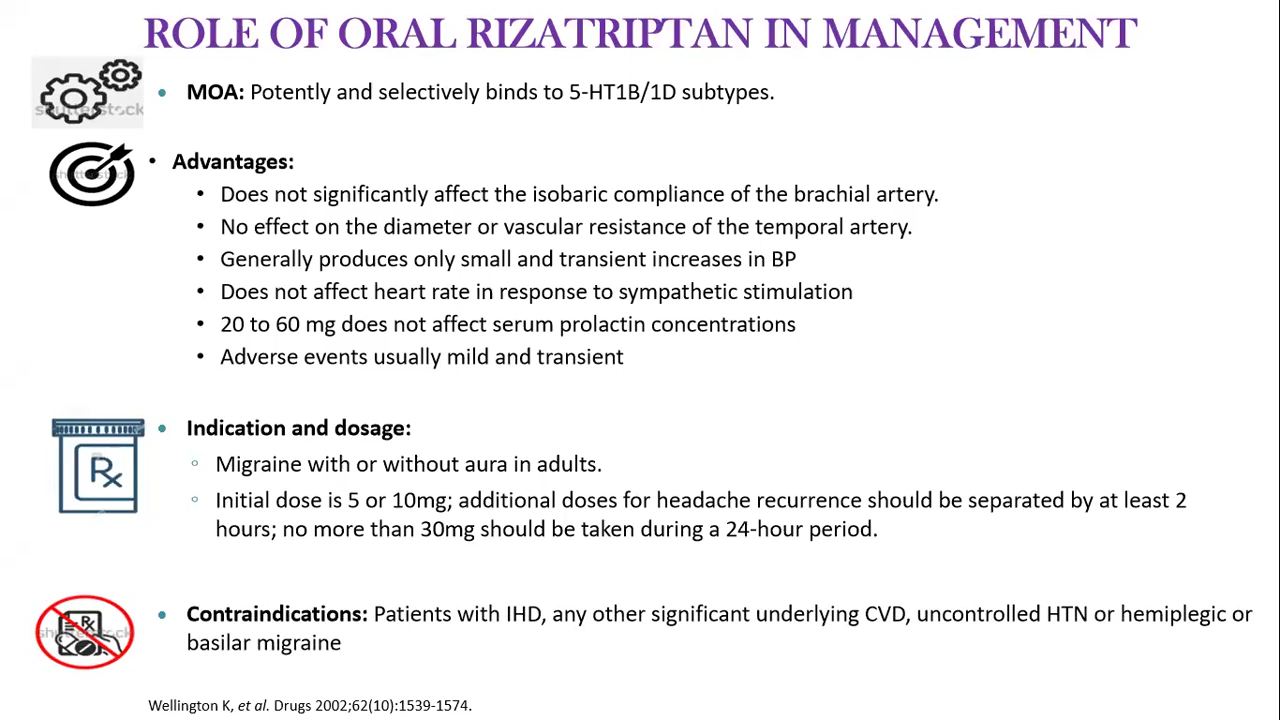 ROLE OF ORAL RIZATRIPTAN IN MANAGEMENT
shutterstock
• MOA: Potently and selectively binds to 5-HT1B/1D subtypes.
• Advantages:
• Does not significantly affect the isobaric compliance of the brachial artery.
• No effect on the diameter or vascular resistance of the temporal artery.
• Generally produces only small and transient increases in BP
• Does not affect heart rate in response to sympathetic stimulation
• 20 to 60 mg does not affect serum prolactin concentrations
• Adverse events usually mild and transient
Rx
• Indication and dosage:
◦ Migraine with or without aura in adults.
◦ Initial dose is 5 or 10mg; additional doses for headache recurrence should be separated by at least 2
hours; no more than 30mg should be taken during a 24-hour period.
Rx
• Contraindications: Patients with IHD, any other significant underlying CVD, uncontrolled HTN or hemiplegic or
basilar migraine
Wellington K, et al. Drugs 2002;62(10):1539-1574.